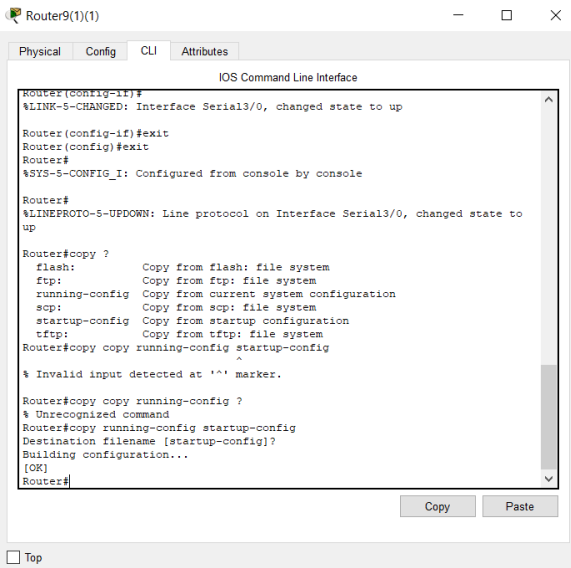 Router9(1)(1)
Physical Config CLI Attributes
IOS Command Line Interface
Router(config-if)#
%LINK-5-CHANGED: Interface Serial3/0, changed state to up
Router(config-if)#exit
Router(config)#exit
Router#
%SYS-5-CONFIG_I: Configured from console by console
Router#
%LINEPROTO-5-UPDOWN: Line protocol on Interface Serial3/0, changed state to
up
Router#copy ?
flash: Copy from flash: file system
ftp: Copy from ftp: file system
running-config Copy from current system configuration
scp: Copy from scp: file system
startup-config Copy from startup configuration
tftp: Copy from tftp: file system
Router#copy copy running-config startup-config
^
% Invalid input detected at '^' marker.
Router#copy copy running-config ?
% Unrecognized command
Router#copy running-config startup-config
Destination filename [startup-config]?
Building configuration...
[OK]
Router#
Copy Paste
Top